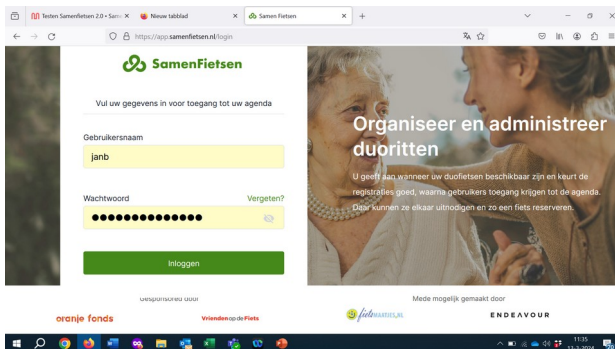 Testen Samenfietsen 2.0 • Sam
Nieuw tabblad
Samen Fietsen
https://app.samenfietsen.nl/login
SamenFietsen
Vul uw gegevens in voor toegang tot uw agenda
Gebruikersnaam
janb
Wachtwoord
Vergeten?
●●●●●●●●●●●●●●
Inloggen
Organiseer en administreer
duoritten
U geeft aan wanneer uw duofietsen beschikbaar zijn en keurt de
registraties goed, waarna gebruikers toegang krijgen tot de agenda.
Daar kunnen ze elkaar uitnodigen en zo een fiets reserveren.
Gesponsored door
oranje fonds
Vrienden op de Fiets
Mede mogelijk gemaakt door
fietsMAATJES.NL
ENDEAVOUR
11:35